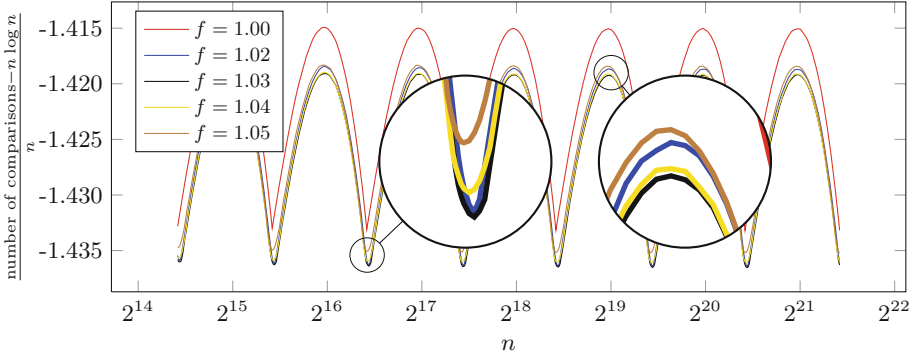 number of comparisons−n log n
n
-1.415
-1.420
-1.425
-1.430
-1.435
f = 1.00
f = 1.02
f = 1.03
f = 1.04
f = 1.05
2^14 2^15 2^16 2^17 2^18 2^19 2^20 2^21 2^22
n